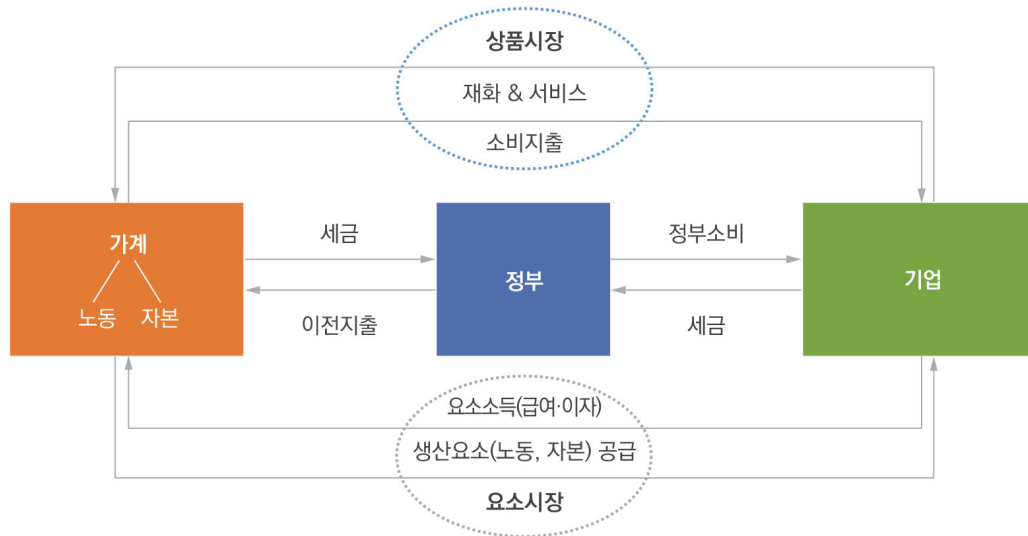 상품시장
재화 & 서비스
소비지출
가계
노동 자본
세금
이전지출
정부
정부소비
세금
기업
요소소득(급여·이자)
생산요소(노동, 자본) 공급
요소시장